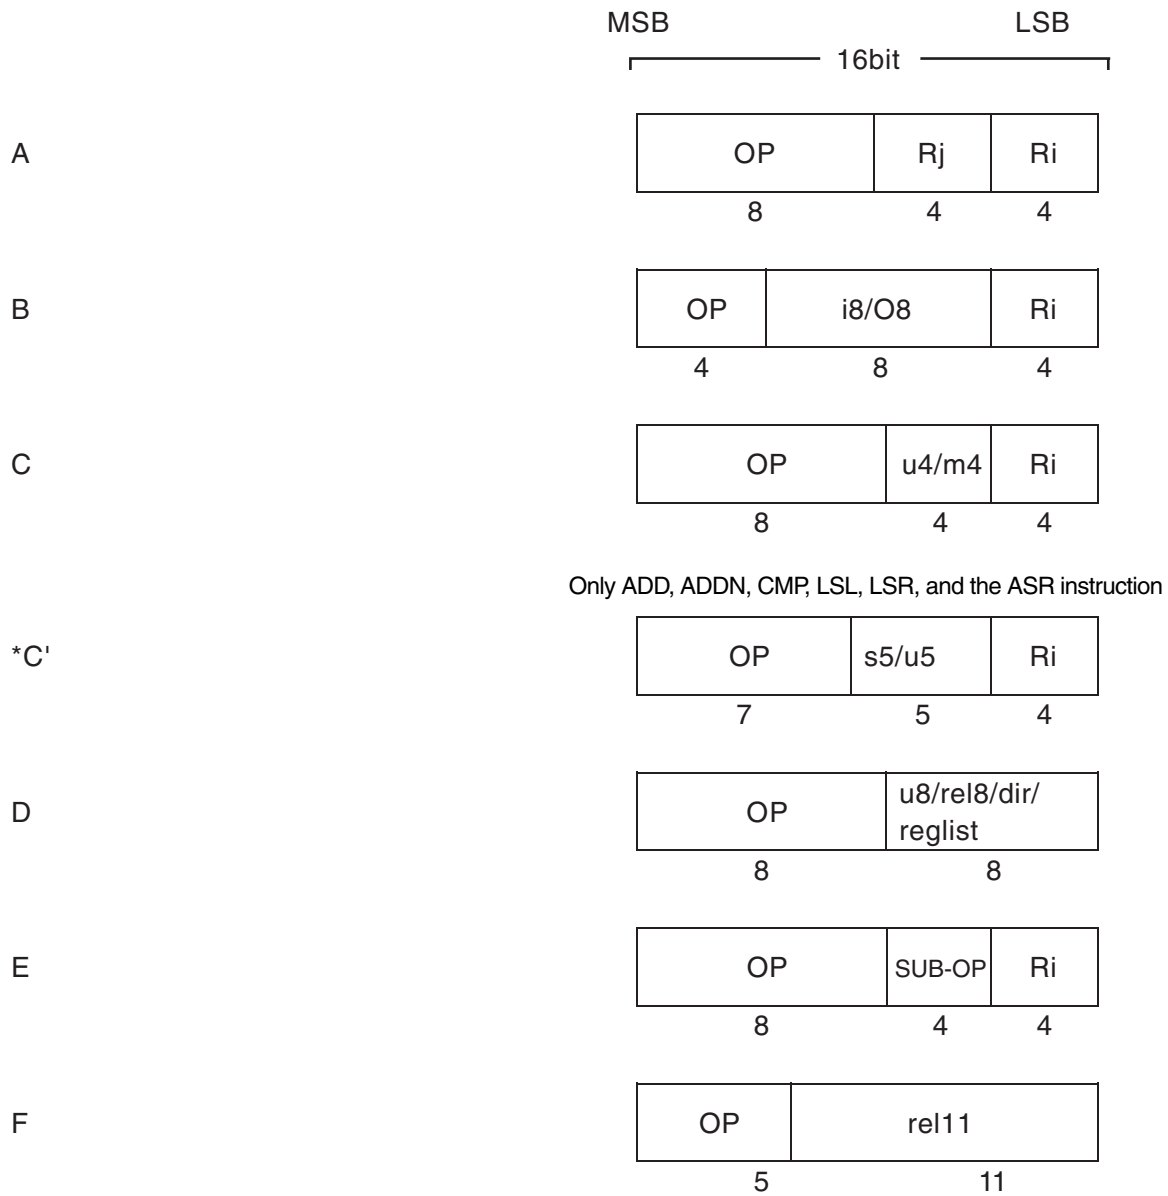 MSB LSB
16bit
A OP Rj Ri
8 4 4
B OP i8/O8 Ri
4 8 4
C OP u4/m4 Ri
8 4 4
Only ADD, ADDN, CMP, LSL, LSR, and the ASR instruction
*C' OP s5/u5 Ri
7 5 4
D OP u8/rel8/dir/
reglist
8 8
E OP SUB-OP Ri
8 4 4
F OP rel11
5 11